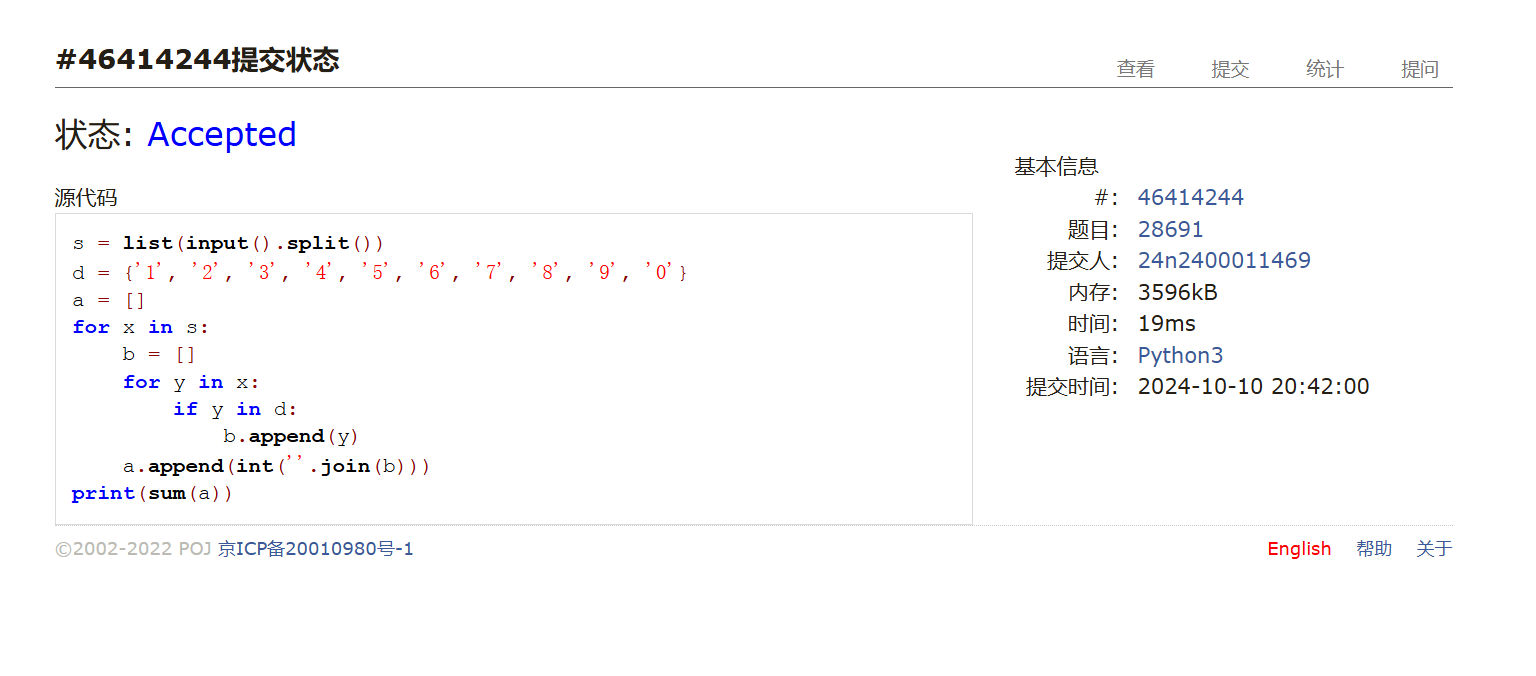 #46414244提交状态
查看 提交 统计 提问
状态: Accepted
源代码
s = list(input().split())
d = {'1', '2', '3', '4', '5', '6', '7', '8', '9', '0'}
a = []
for x in s:
    b = []
    for y in x:
        if y in d:
            b.append(y)
    a.append(int(''.join(b)))
print(sum(a))
基本信息
#: 46414244
题目: 28691
提交人: 24n2400011469
内存: 3596kB
时间: 19ms
语言: Python3
提交时间: 2024-10-10 20:42:00
©2002-2022 POJ 京ICP备20010980号-1
English 帮助 关于